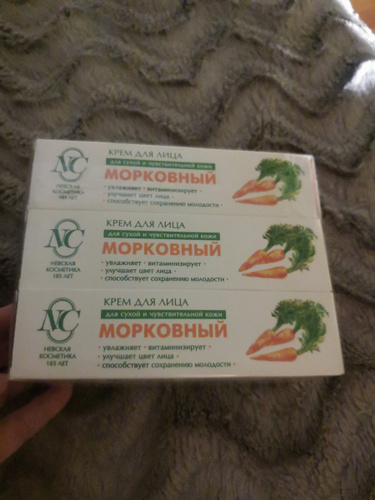 КРЕМ ДЛЯ ЛИЦА
для сухой и чувствительной кожи
МОРКОВНЫЙ
• увлажняет • витаминизирует •
улучшает цвет лица •
• способствует сохранению молодости •
НС
НЕВСКАЯ
КОСМЕТИКА
185 ЛЕТ
КРЕМ ДЛЯ ЛИЦА
для сухой и чувствительной кожи
МОРКОВНЫЙ
• увлажняет • витаминизирует •
• улучшает цвет лица •
• способствует сохранению молодости •
НС
НЕВСКАЯ
КОСМЕТИКА
185 ЛЕТ
КРЕМ ДЛЯ ЛИЦА
для сухой и чувствительной кожи
МОРКОВНЫЙ
• увлажняет • витаминизирует •
• улучшает цвет лица •
• способствует сохранению молодости •
НС
НЕВСКАЯ
КОСМЕТИКА
185 ЛЕТ